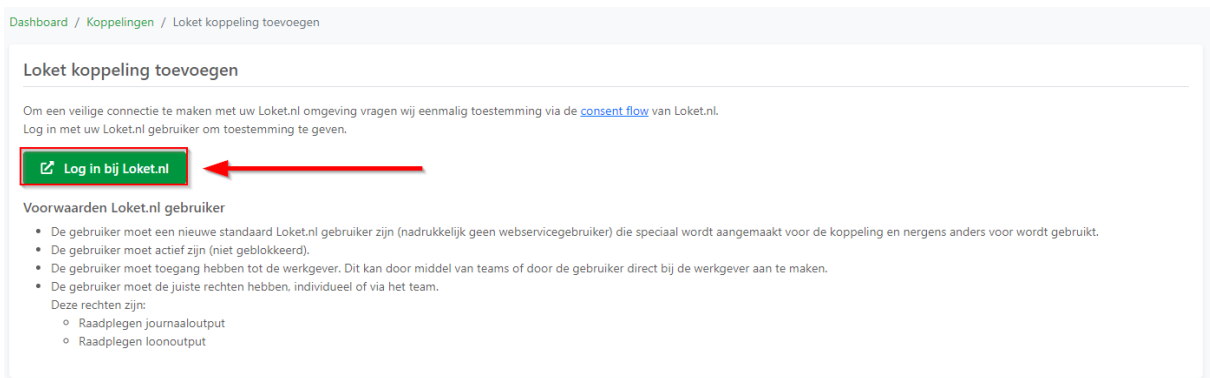 Dashboard / Koppelingen / Loket koppeling toevoegen
Loket koppeling toevoegen
Om een veilige connectie te maken met uw Loket.nl omgeving vragen wij eenmalig toestemming via de consent flow van Loket.nl.
Log in met uw Loket.nl gebruiker om toestemming te geven.
Log in bij Loket.nl
Voorwaarden Loket.nl gebruiker
• De gebruiker moet een nieuwe standaard Loket.nl gebruiker zijn (nadrukkelijk geen webservicegebruiker) die speciaal wordt aangemaakt voor de koppeling en nergens anders voor wordt gebruikt.
• De gebruiker moet actief zijn (niet geblokkeerd).
• De gebruiker moet toegang hebben tot de werkgever. Dit kan door middel van teams of door de gebruiker direct bij de werkgever aan te maken.
• De gebruiker moet de juiste rechten hebben, individueel of via het team.
Deze rechten zijn:
○ Raadplegen journaaloutput
○ Raadplegen loonoutput